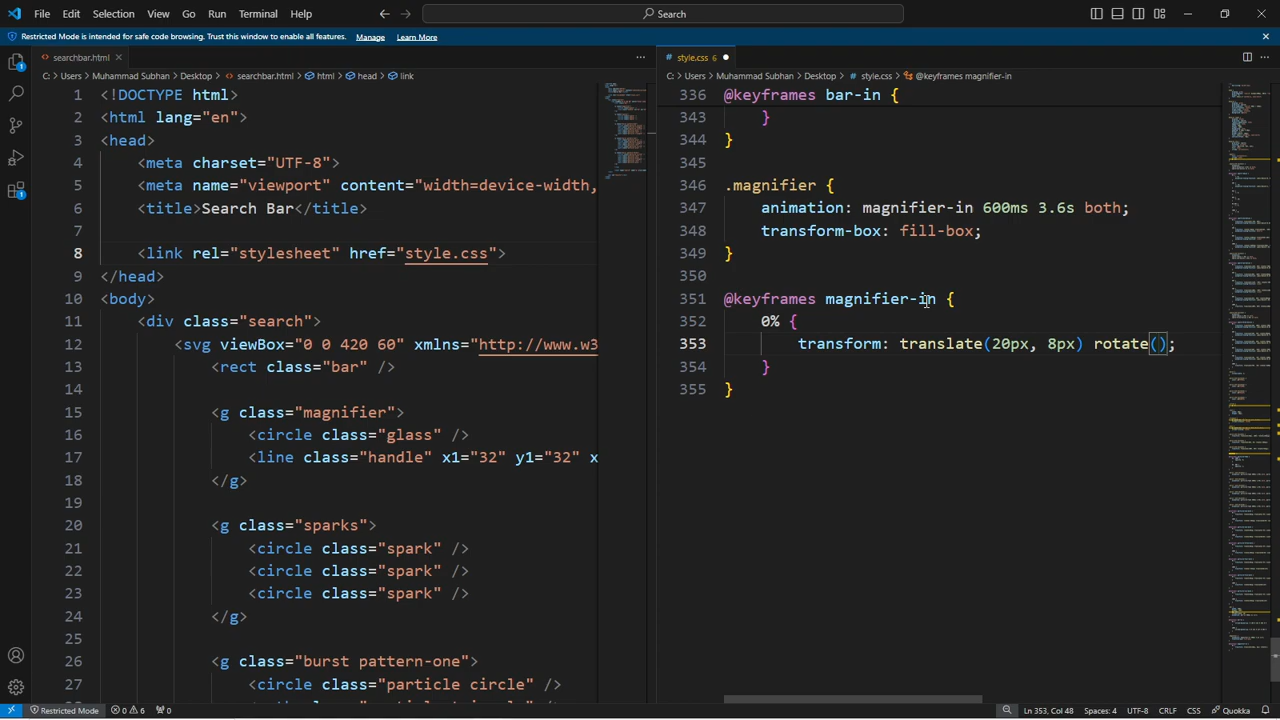 File Edit Selection View Go Run Terminal Help
Search
Restricted Mode is intended for safe code browsing. Trust this window to enable all features. Manage Learn More
searchbar.html
C: > Users > Muhammad Subhan > Desktop > searchbar.html > html > head > link
1 <!DOCTYPE html>
2 <html lang="en">
3 <head>
4 <meta charset="UTF-8">
5 <meta name="viewport" content="width=device-width,
6 <title>Search Bar</title>
7
8 <link rel="stylesheet" href="style.css">
9 </head>
10 <body>
11 <div class="search">
12 <svg viewBox="0 0 420 60" xmlns="http://www.w3
13 <rect class="bar" />
14
15 <g class="magnifier">
16 <circle class="glass" />
17 <line class="handle" x1="32" y1="32" x
18 </g>
19
20 <g class="sparks">
21 <circle class="spark" />
22 <circle class="spark" />
23 <circle class="spark" />
24 </g>
25
26 <g class="burst pattern-one">
27 <circle class="particle circle" />
style.css 6
C: > Users > Muhammad Subhan > Desktop > style.css > @keyframes magnifier-in
336 @keyframes bar-in {
343 }
344 }
345
346 .magnifier {
347 animation: magnifier-in 600ms 3.6s both;
348 transform-box: fill-box;
349 }
350
351 @keyframes magnifier-in {
352 0% {
353 transform: translate(20px, 8px) rotate();
354 }
355 }
1
1
Restricted Mode 0 6 0
Ln 353, Col 48 Spaces: 4 UTF-8 CRLF CSS Quokka